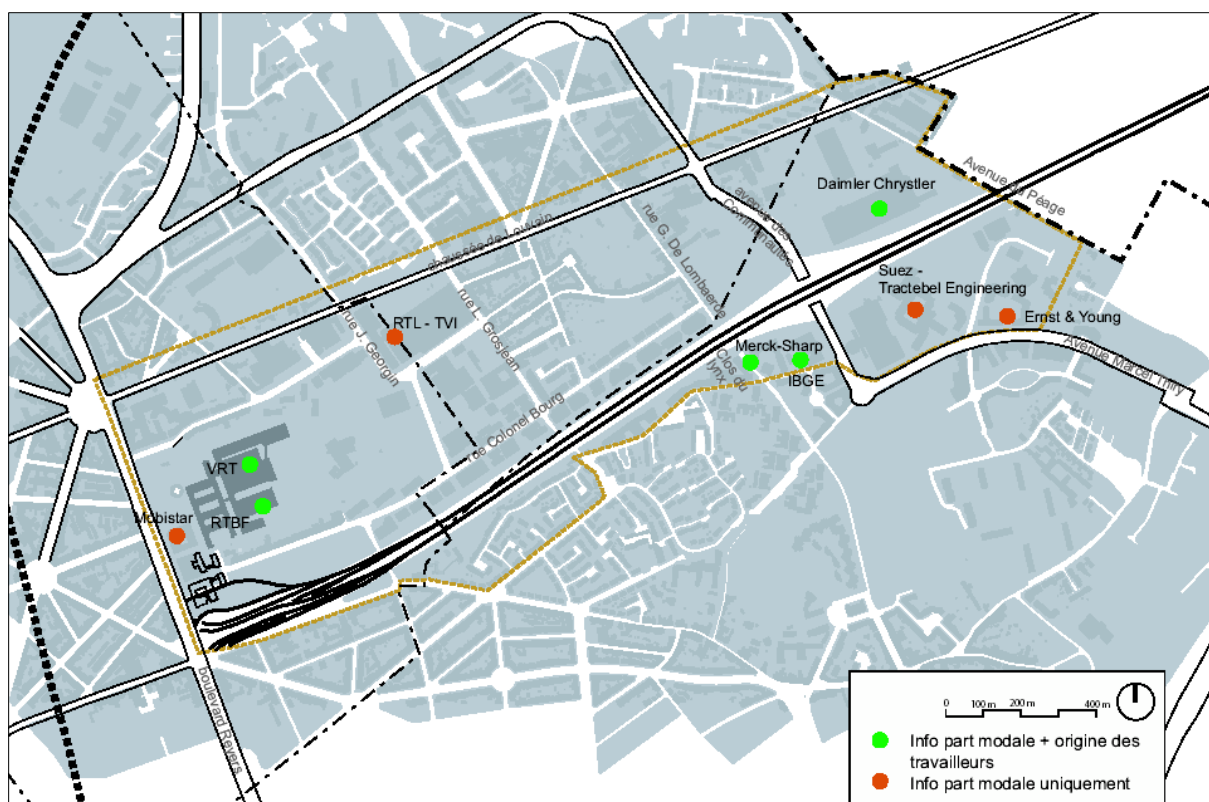 Avenue du Péage
Daimler Chrystler
avenue des
Communautés
chaussée de Louvain
rue G. De Lombaerde
Suez -
Tractebel Engineering
Ernst & Young
RTL - TVI
rue J. Georgin
rue L. Grosjean
Merck-Sharp
IBGE
Clos du
lynx
Avenue Marcel Thiry
rue Colonel Bourg
VRT
RTBF
Mobistar
boulevard Reyers
0 100 m 200 m 400 m
Info part modale + origine des
travailleurs
Info part modale uniquement